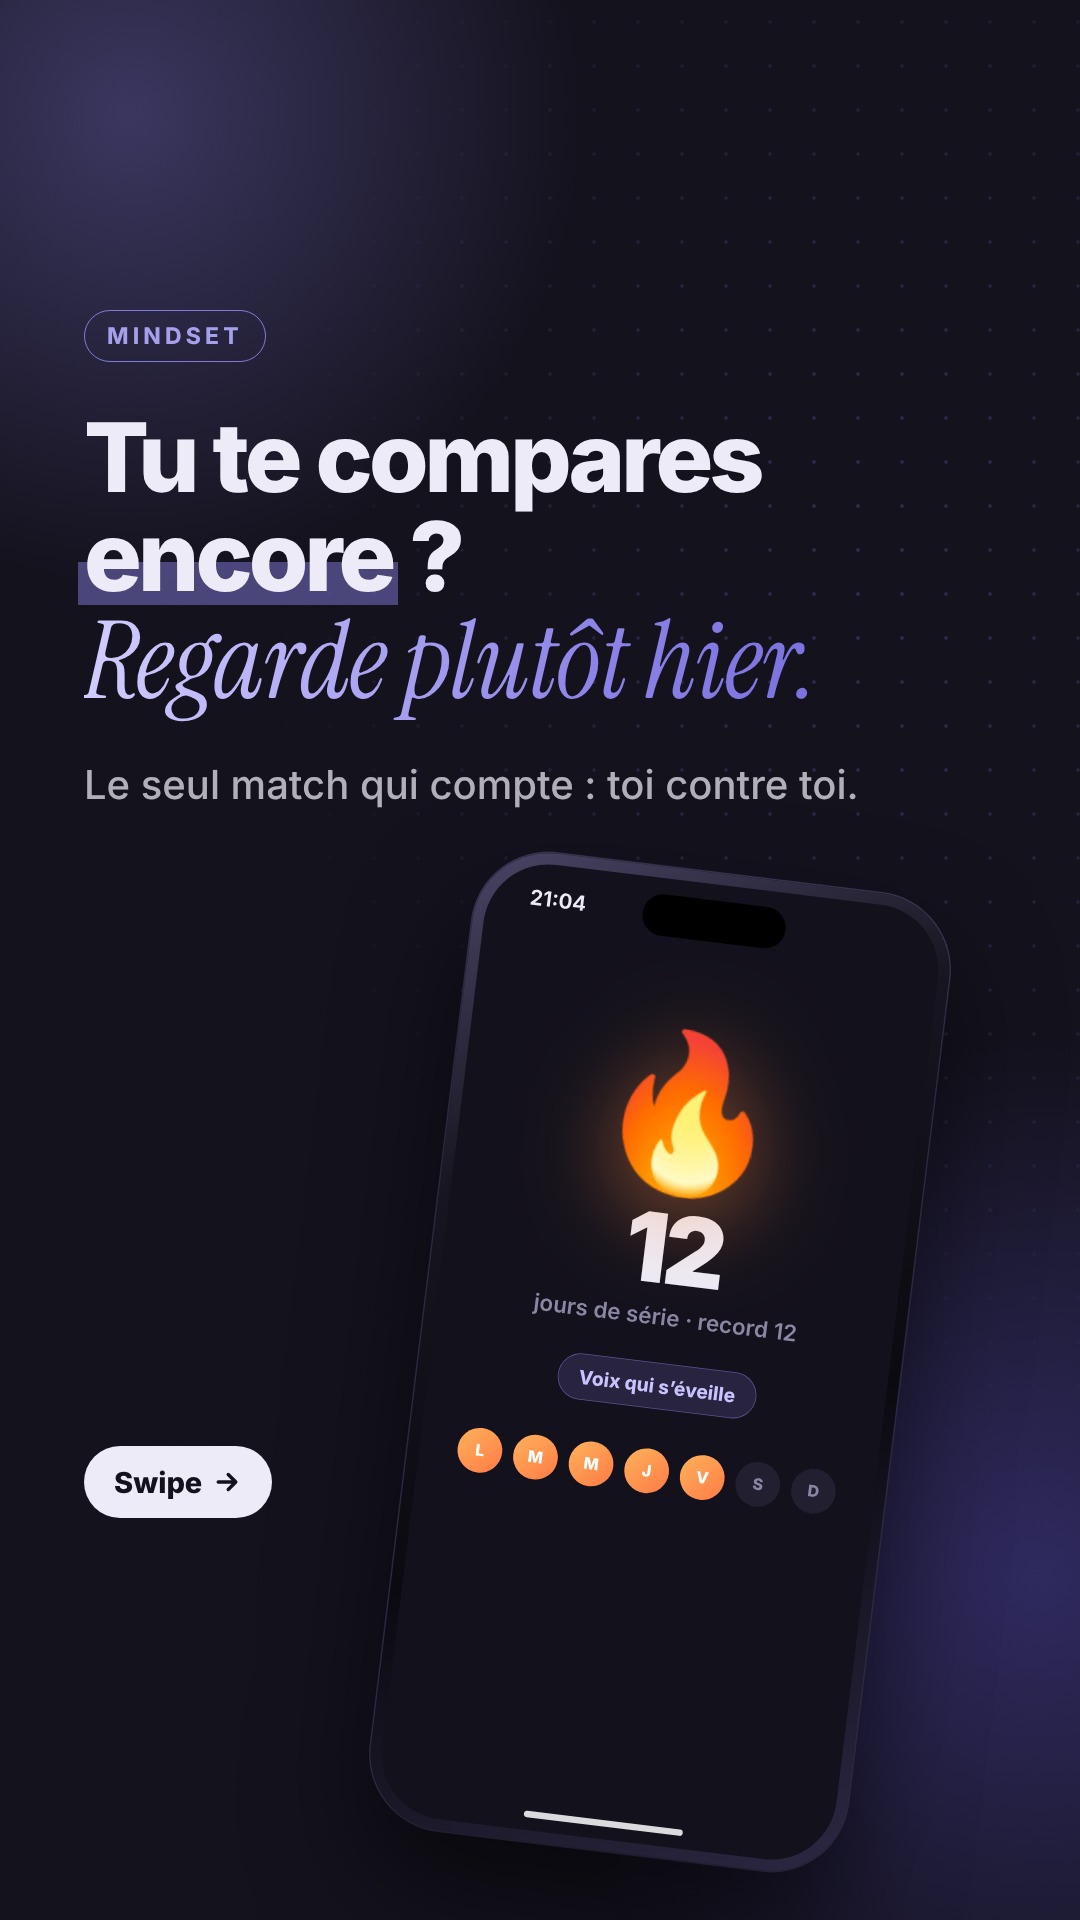 MINDSET
Tu te compares
encore ?
Regarde plutôt hier.
Le seul match qui compte : toi contre toi.
21:04
12
jours de série · record 12
Voix qui s’éveille
L M M J V S D
Swipe →